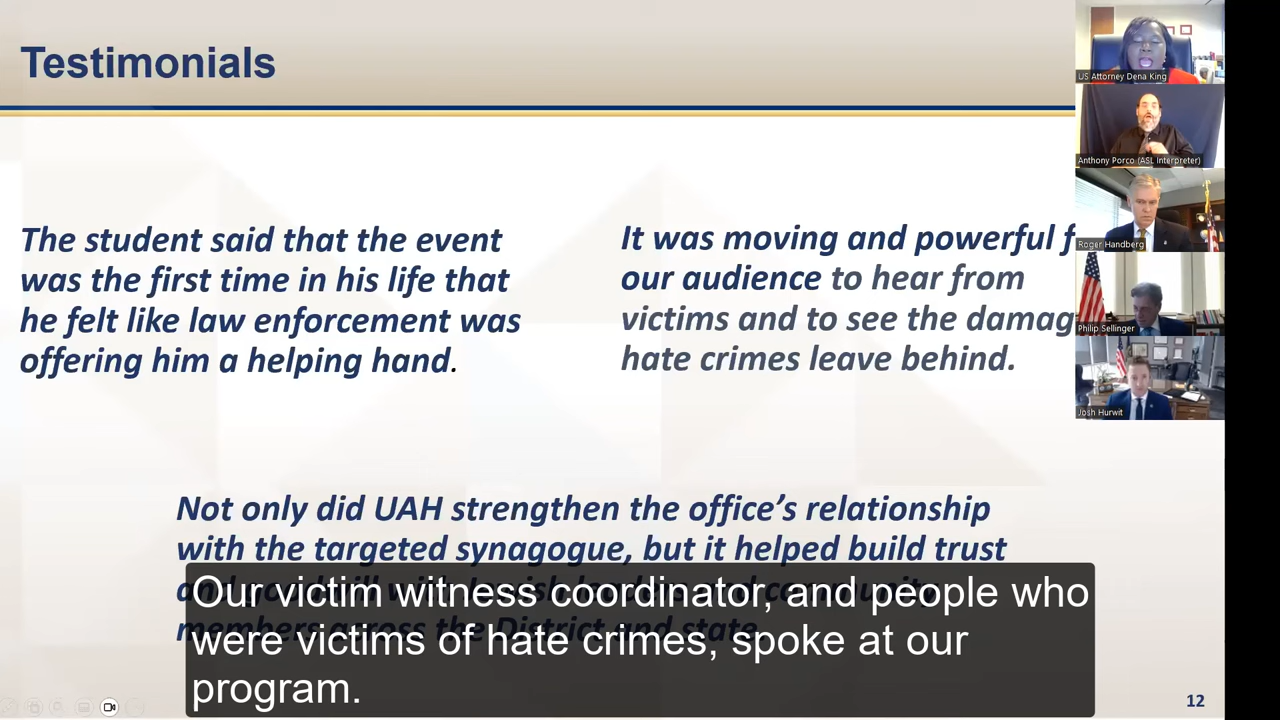 Testimonials
The student said that the event
was the first time in his life that
he felt like law enforcement was
offering him a helping hand.
It was moving and powerful f
our audience to hear from
victims and to see the damag
hate crimes leave behind.
Not only did UAH strengthen the office's relationship
with the targeted synagogue, but it helped build trust
members across the District and state.
Our victim witness coordinator, and people who
were victims of hate crimes, spoke at our
program.
12
US Attorney Dena King
Anthony Porco (ASL Interpreter)
Roger Handberg
Philip Sellinger
Josh Hurwit